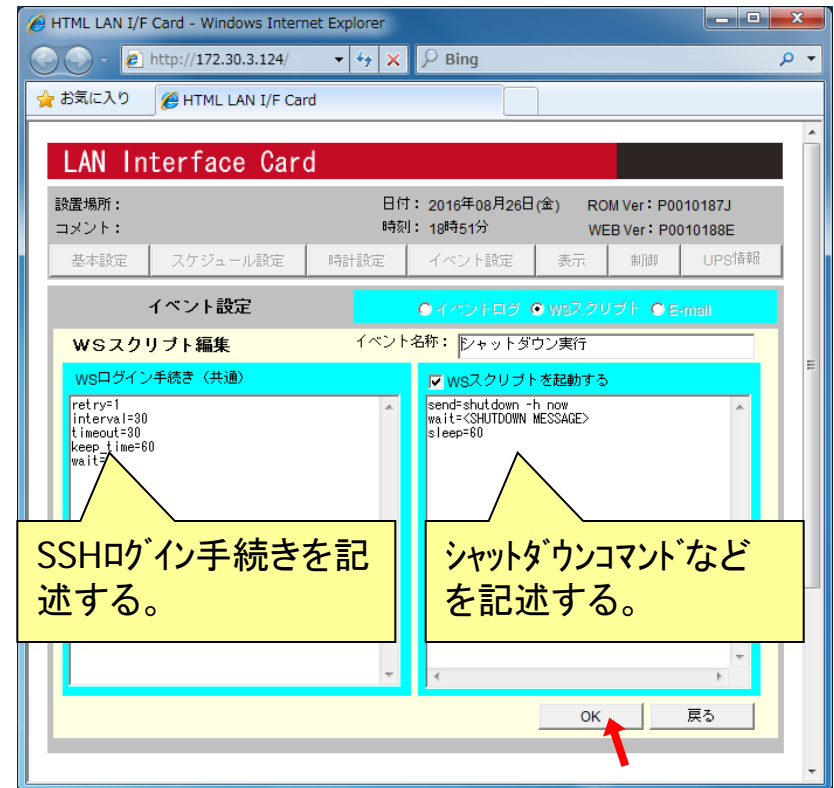 HTML LAN I/F Card - Windows Internet Explorer
http://172.30.3.124/
Bing
お気に入り
HTML LAN I/F Card
LAN Interface Card
設置場所：
日付： 2016年08月26日(金)
ROM Ver： P0010187J
コメント：
時刻： 18時51分
WEB Ver： P0010188E
基本設定
スケジュール設定
時計設定
イベント設定
表示
制御
UPS情報
イベント設定
イベントログ
WSスクリプト
E-mail
WSスクリプト編集
イベント名称：
シャットダウン実行
WSログイン手続き（共通）
retry=1
interval=30
timeout=30
keep_time=60
wait=
WSスクリプトを起動する
send=shutdown -h now
wait=<SHUTDOWN MESSAGE>
sleep=60
SSHﾛｸﾞｲﾝ手続きを記
述する。
ｼｬｯﾄﾀﾞｳﾝｺﾏﾝﾄﾞなど
を記述する。
OK
戻る